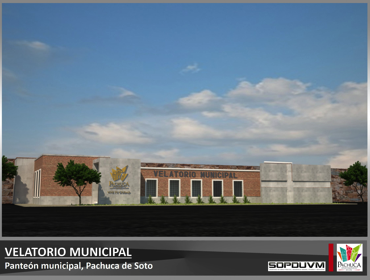 VELATORIO MUNICIPAL
VELATORIO MUNICIPAL
Panteón municipal, Pachuca de Soto
SOPDUVM
PACHUCA